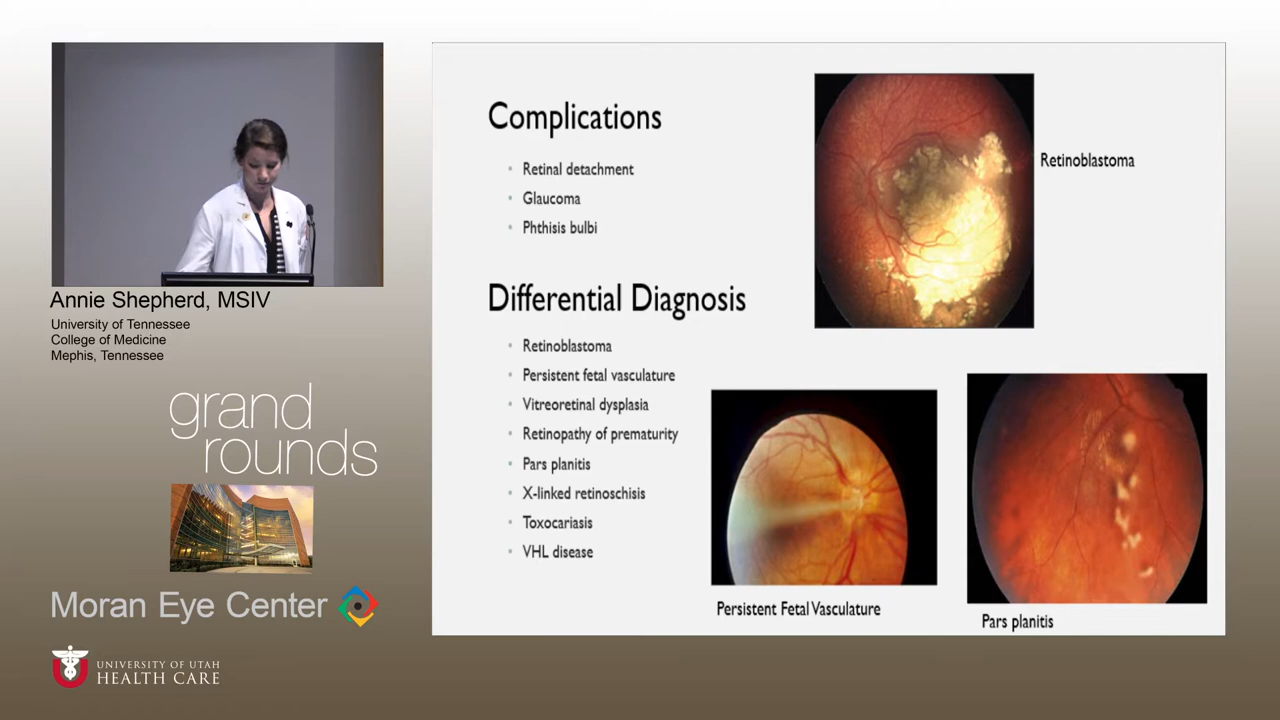 Annie Shepherd, MSIV
University of Tennessee
College of Medicine
Mephis, Tennessee
grand
rounds
Moran Eye Center
UNIVERSITY OF UTAH
HEALTH CARE
Complications
• Retinal detachment
• Glaucoma
• Phthisis bulbi
Differential Diagnosis
• Retinoblastoma
• Persistent fetal vasculature
• Vitreoretinal dysplasia
• Retinopathy of prematurity
• Pars planitis
• X-linked retinoschisis
• Toxocariasis
• VHL disease
Retinoblastoma
Persistent Fetal Vasculature
Pars planitis